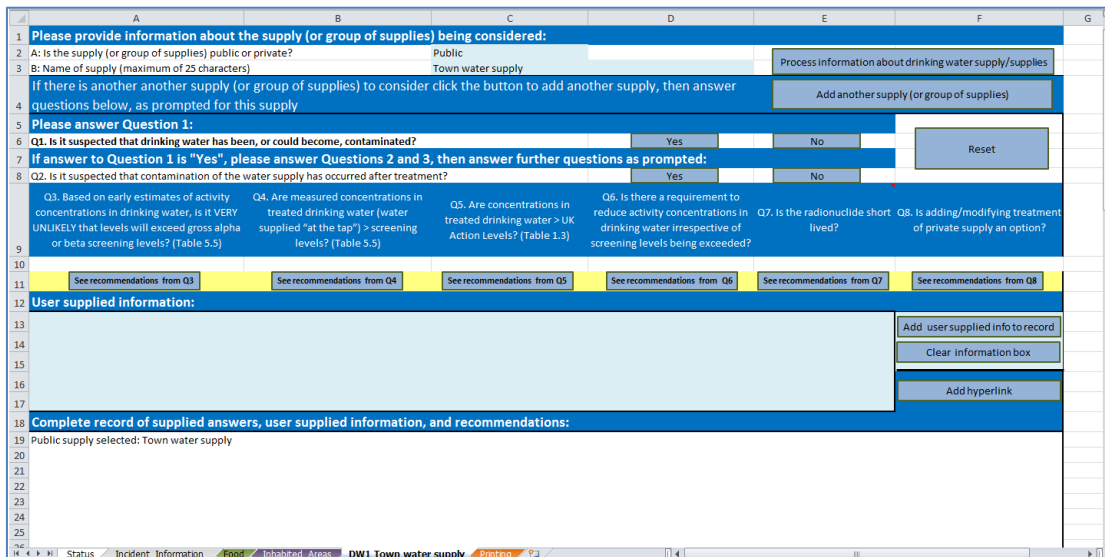 A B C D E F G
1 Please provide information about the supply (or group of supplies) being considered:
2 A: Is the supply (or group of supplies) public or private? Public
3 B: Name of supply (maximum of 25 characters) Town water supply
Process information about drinking water supply/supplies
If there is another another supply (or group of supplies) to consider click the button to add another supply, then answer
4 questions below, as prompted for this supply
Add another supply (or group of supplies)
5 Please answer Question 1:
6 Q1. Is it suspected that drinking water has been, or could become, contaminated? Yes No
Reset
7 If answer to Question 1 is "Yes", please answer Questions 2 and 3, then answer further questions as prompted:
8 Q2. Is it suspected that contamination of the water supply has occurred after treatment? Yes No
9
Q3. Based on early estimates of activity
concentrations in drinking water, is it VERY
UNLIKELY that levels will exceed gross alpha
or beta screening levels? (Table 5.5)
Q4. Are measured concentrations in
treated drinking water (water
supplied "at the tap") > screening
levels? (Table 5.5)
Q5. Are concentrations in
treated drinking water > UK
Action Levels? (Table 1.3)
Q6. Is there a requirement to
reduce activity concentrations in
drinking water irrespective of
screening levels being exceeded?
Q7. Is the radionuclide short
lived?
Q8. Is adding/modifying treatment
of private supply an option?
10
11 See recommendations from Q3 See recommendations from Q4 See recommendations from Q5 See recommendations from Q6 See recommendations from Q7 See recommendations from Q8
12 User supplied information:
13 Add user supplied info to record
14 Clear information box
15
16 Add hyperlink
17
18 Complete record of supplied answers, user supplied information, and recommendations:
19 Public supply selected: Town water supply
20
21
22
23
24
25
26
Status Incident Information Food Inhabited Areas DW1 Town water supply Printing